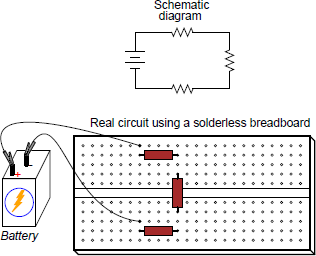 Schematic
diagram
Real circuit using a solderless breadboard
+
-
Battery